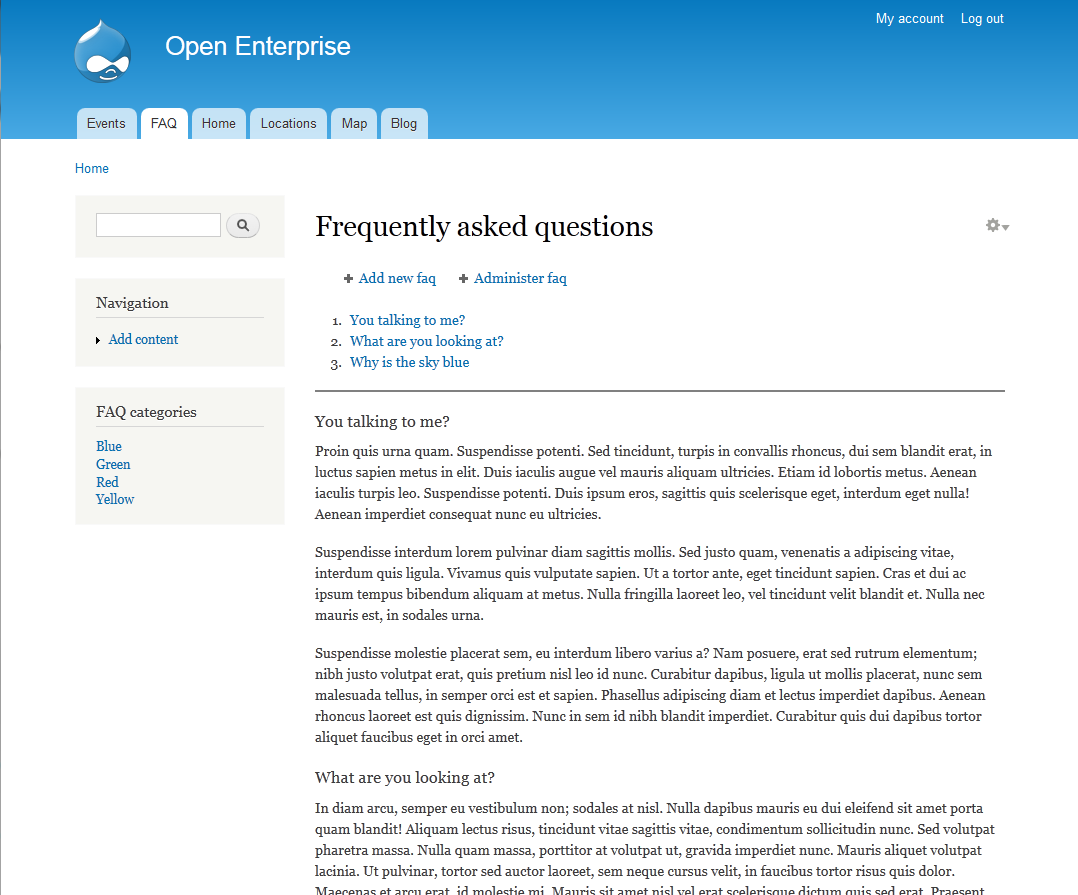 My account Log out
Open Enterprise
Events FAQ Home Locations Map Blog
Home
Navigation
Add content
FAQ categories
Blue
Green
Red
Yellow
Frequently asked questions
Add new faq Administer faq
1. You talking to me?
2. What are you looking at?
3. Why is the sky blue
You talking to me?
Proin quis urna quam. Suspendisse potenti. Sed tincidunt, turpis in convallis rhoncus, dui sem blandit erat, in
luctus sapien metus in elit. Duis iaculis augue vel mauris aliquam ultricies. Etiam id lobortis metus. Aenean
iaculis turpis leo. Suspendisse potenti. Duis ipsum eros, sagittis quis scelerisque eget, interdum eget nulla!
Aenean imperdiet consequat nunc eu ultricies.
Suspendisse interdum lorem pulvinar diam sagittis mollis. Sed justo quam, venenatis a adipiscing vitae,
interdum quis ligula. Vivamus quis vulputate sapien. Ut a tortor ante, eget tincidunt sapien. Cras et dui ac
ipsum tempus bibendum aliquam at metus. Nulla fringilla laoreet leo, vel tincidunt velit blandit et. Nulla nec
mauris est, in sodales urna.
Suspendisse molestie placerat sem, eu interdum libero varius a? Nam posuere, erat sed rutrum elementum;
nibh justo volutpat erat, quis pretium nisl leo id nunc. Curabitur dapibus, ligula ut mollis placerat, nunc sem
malesuada tellus, in semper orci est et sapien. Phasellus adipiscing diam et lectus imperdiet dapibus. Aenean
rhoncus laoreet est quis dignissim. Nunc in sem id nibh blandit imperdiet. Curabitur quis dui dapibus tortor
aliquet faucibus eget in orci amet.
What are you looking at?
In diam arcu, semper eu vestibulum non; sodales at nisl. Nulla dapibus mauris eu dui eleifend sit amet porta
quam blandit! Aliquam lectus risus, tincidunt vitae sagittis vitae, condimentum sollicitudin nunc. Sed volutpat
pharetra massa. Nulla quam massa, porttitor at volutpat ut, gravida imperdiet nunc. Mauris aliquet volutpat
lacinia. Ut pulvinar, tortor sed auctor laoreet, sem neque cursus velit, in faucibus tortor risus quis dolor.
Maecenas et arcu erat, id molestie mi. Mauris sit amet nisl vel erat scelerisque dictum quis sed erat. Praesent